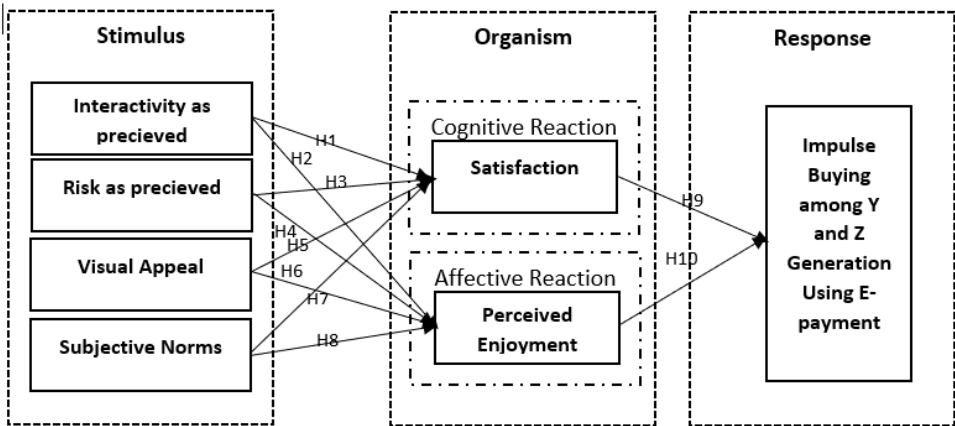 Stimulus
Interactivity as
precieved
Risk as precieved
Visual Appeal
Subjective Norms
H1
H2
H3
H4
H5
H6
H7
H8
Organism
Cognitive Reaction
Satisfaction
Affective Reaction
Perceived
Enjoyment
H9
H10
Response
Impulse
Buying
among Y
and Z
Generation
Using E-
payment